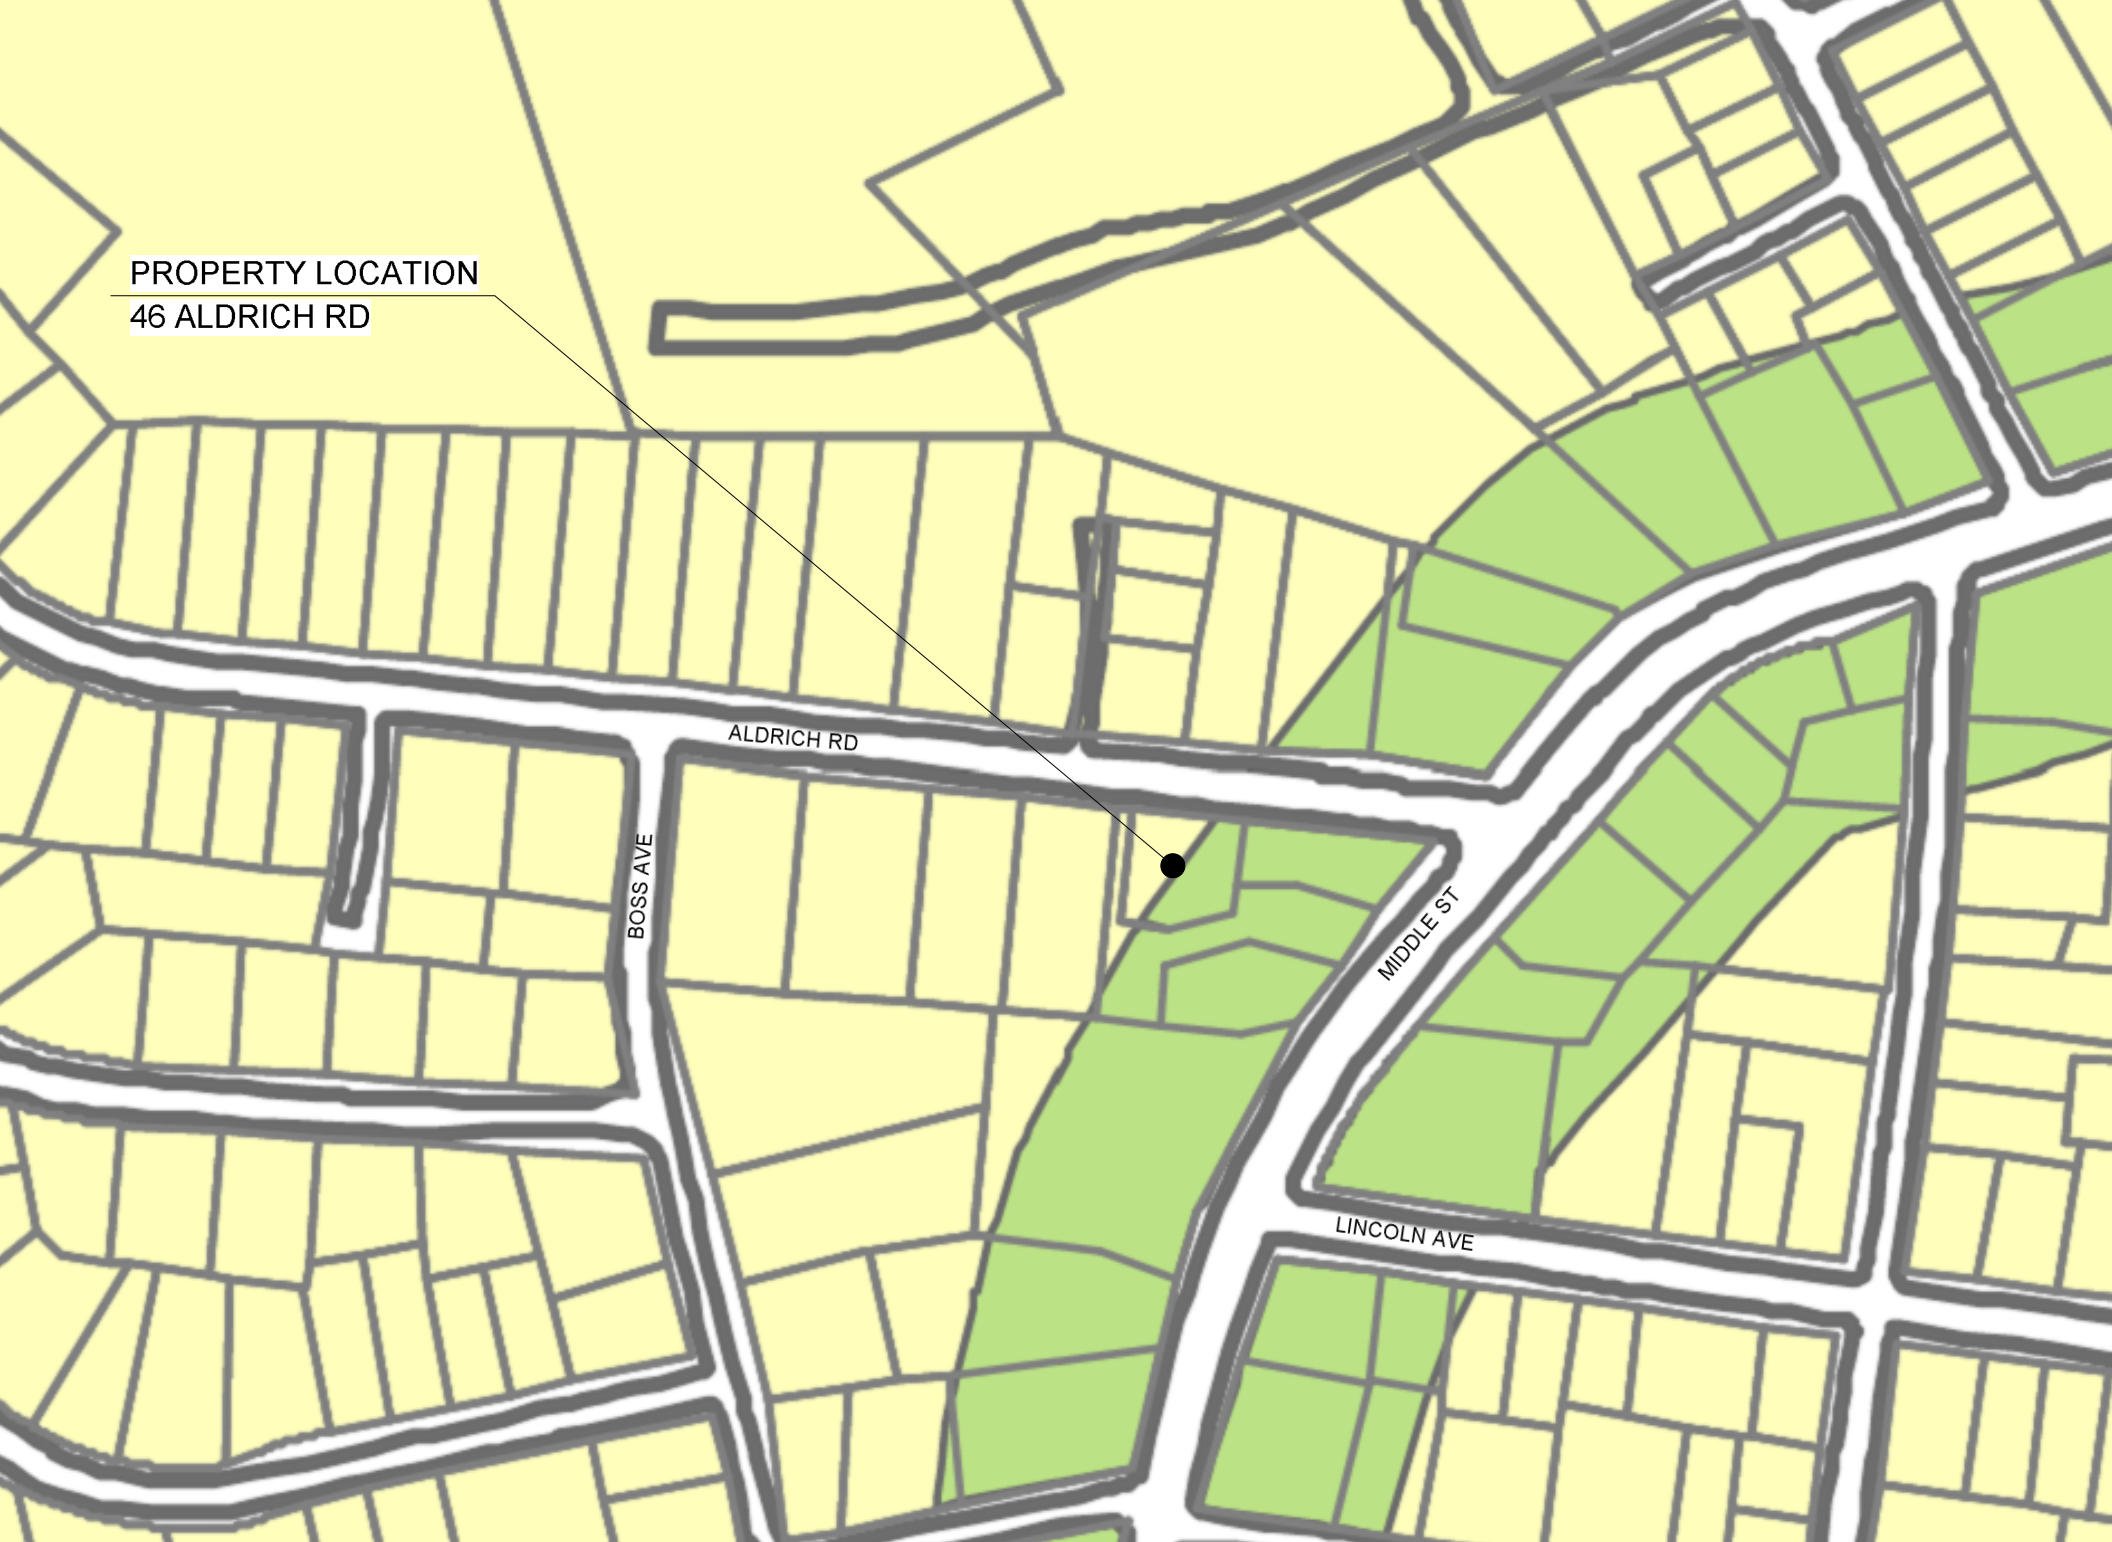 PROPERTY LOCATION
46 ALDRICH RD
ALDRICH RD
BOSS AVE
MIDDLE ST
LINCOLN AVE